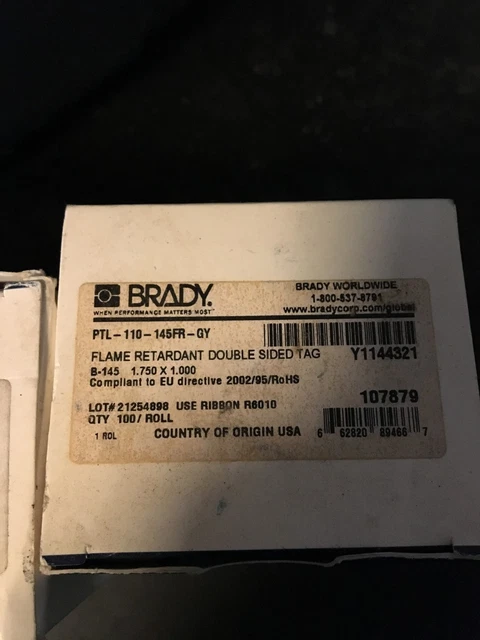 BRADY.
WHEN PERFORMANCE MATTERS MOST
BRADY WORLDWIDE
1-800-537-8791
www.bradycorp.com/global
PTL-110-145FR-GY
FLAME RETARDANT DOUBLE SIDED TAG
Y1144321
B-145 1.750 X 1.000
Compliant to EU directive 2002/95/RoHS
107879
LOT# 21254898 USE RIBBON R6010
QTY 100/ ROLL
1 ROL
COUNTRY OF ORIGIN USA
6 62820 89466 7